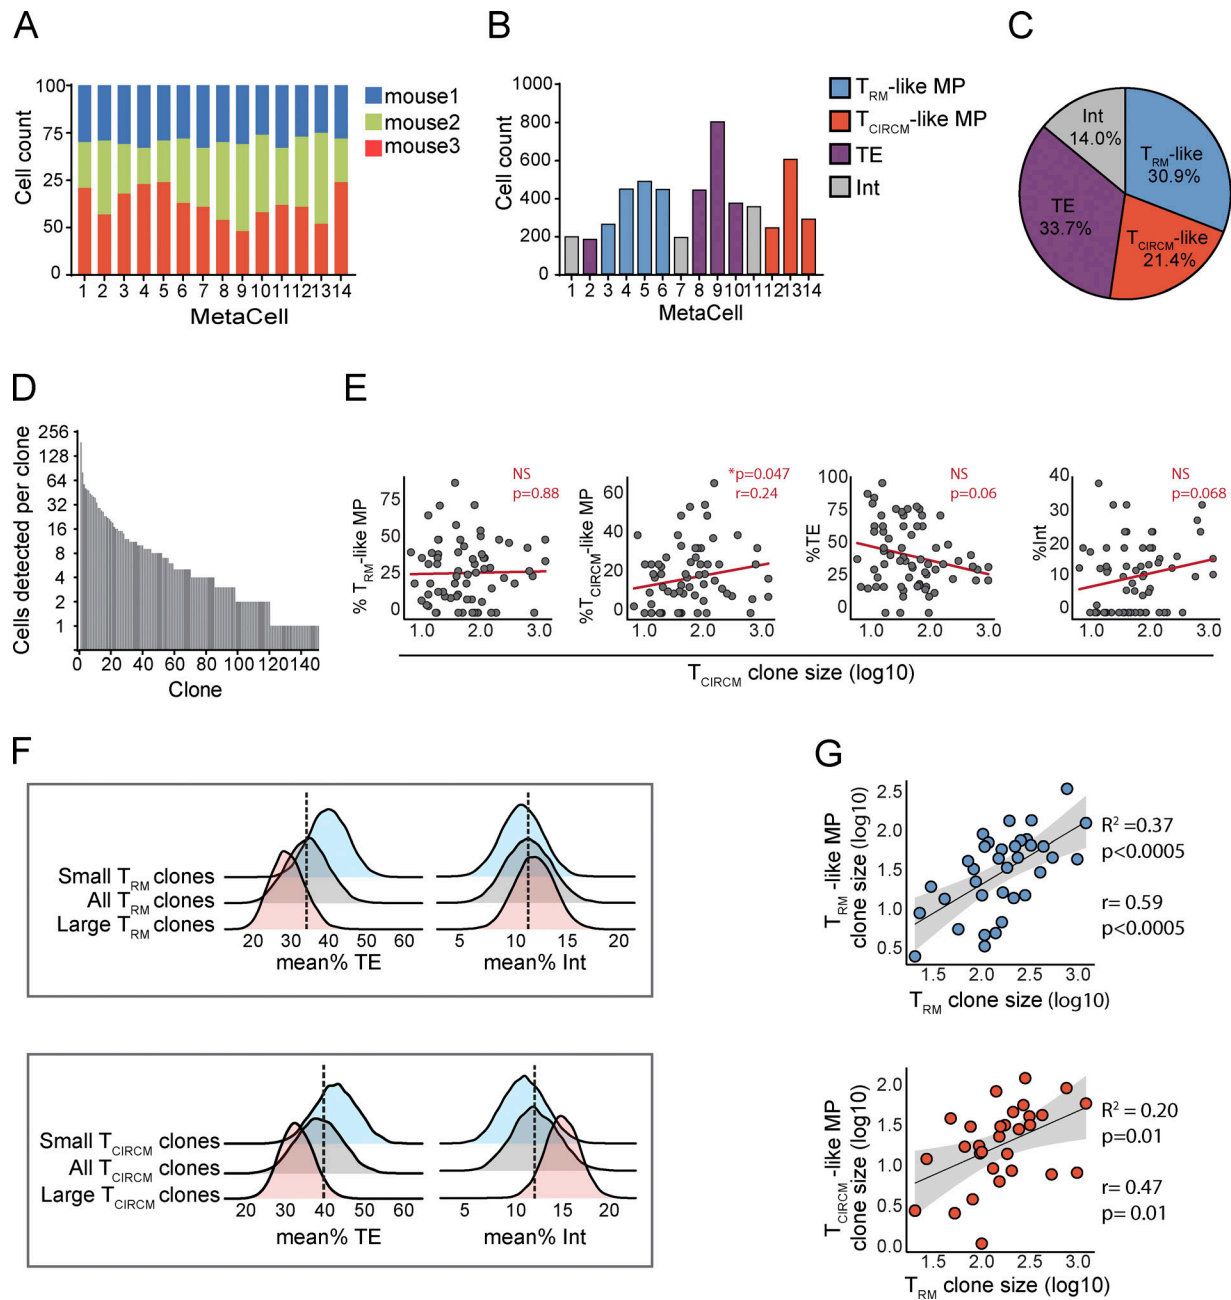 A
B
C
Cell count
100
75
25
50
0
1 2 3 4 5 6 7 8 9 10 11 12 13 14
MetaCell
mouse1
mouse2
mouse3
Cell count
1000
800
600
400
200
0
1 2 3 4 5 6 7 8 9 10 11 12 13 14
MetaCell
TRM-like MP
TCIRCM-like MP
TE
Int
Int
14.0%
TRM-like
30.9%
TE
33.7%
TCIRCM-like
21.4%
D
E
Cells detected per clone
256
128
64
32
16
8
4
2
1
0 20 40 60 80 100 120 140
Clone
% TRM-like MP
75
50
25
0
1.0 2.0 3.0
NS
p=0.88
%TCIRCM-like MP
60
40
20
0
1.0 2.0 3.0
*p=0.047
r=0.24
%TE
100
75
50
25
0
1.0 2.0 3.0
NS
p=0.06
%Int
40
30
20
10
0
1.0 2.0 3.0
NS
p=0.068
TCIRCM clone size (log10)
F
G
Small TRM clones
All TRM clones
Large TRM clones
20 30 40 50 60
mean% TE
5 10 15 20
mean% Int
Small TCIRCM clones
All TCIRCM clones
Large TCIRCM clones
20 30 40 50 60
mean% TE
5 10 15 20
mean% Int
TRM-like MP
clone size (log10)
2.5
2.0
1.5
1.0
0.5
1.5 2.0 2.5 3.0
TRM clone size (log10)
R2 =0.37
p<0.0005
r= 0.59
p<0.0005
TCIRCM-like MP
clone size (log10)
2.0
1.5
1.0
0.5
0.0
1.5 2.0 2.5 3.0
TRM clone size (log10)
R2 = 0.20
p=0.01
r= 0.47
p= 0.01